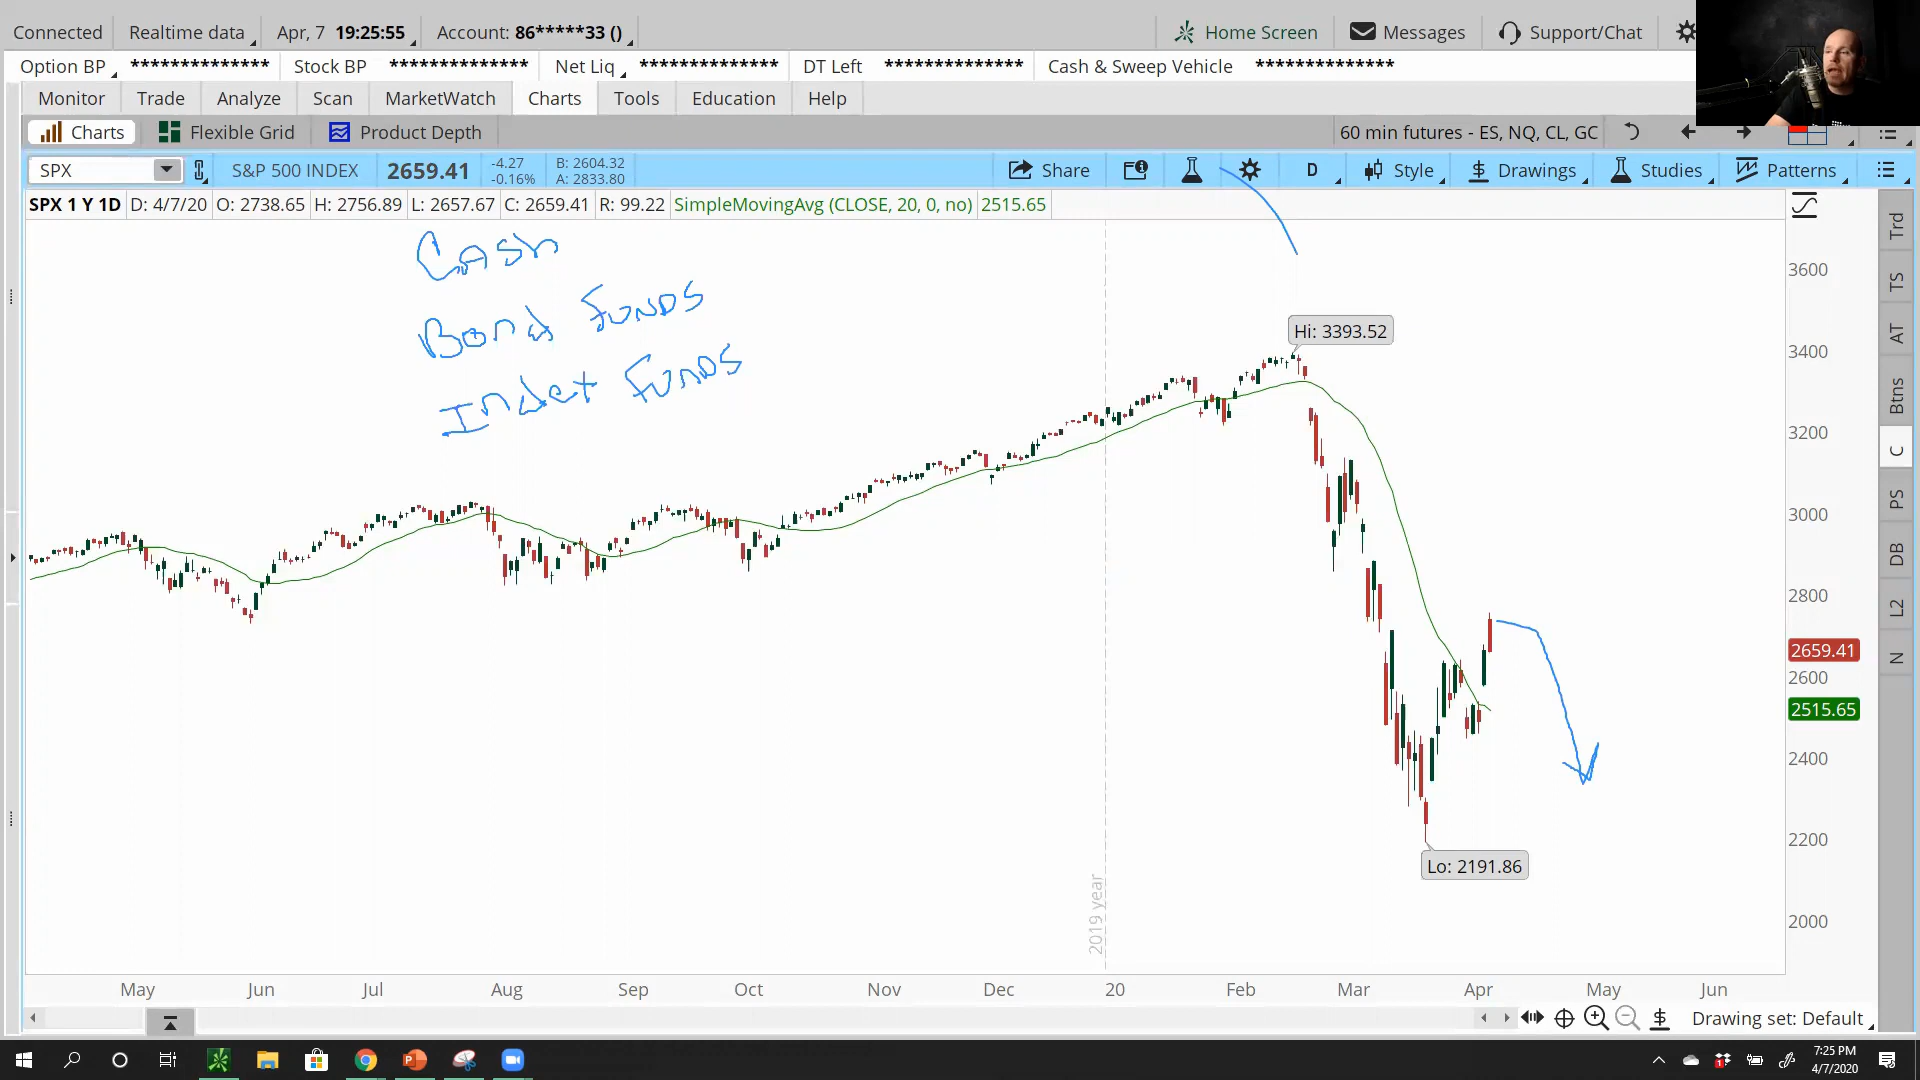 Connected Realtime data Apr, 7 19:25:55 Account: 86*****33 () Home Screen Messages Support/Chat
Option BP ************** Stock BP ************** Net Liq ************** DT Left ************** Cash & Sweep Vehicle **************
Monitor Trade Analyze Scan MarketWatch Charts Tools Education Help
Charts Flexible Grid Product Depth 60 min futures - ES, NQ, CL, GC
SPX S&P 500 INDEX 2659.41 -4.27 B: 2604.32 Share D Style Drawings Studies Patterns
-0.16% A: 2833.80
SPX 1 Y 1D D: 4/7/20 O: 2738.65 H: 2756.89 L: 2657.67 C: 2659.41 R: 99.22 SimpleMovingAvg (CLOSE, 20, 0, no) 2515.65
Cash
Bond Funds
Index Funds
Hi: 3393.52
Lo: 2191.86
2019 year
3600
3400
3200
3000
2800
2659.41
2600
2515.65
2400
2200
2000
Trd
TS
AT
Btns
C
PS
DB
L2
N
May Jun Jul Aug Sep Oct Nov Dec 20 Feb Mar Apr May Jun
Drawing set: Default
7:25 PM
4/7/2020